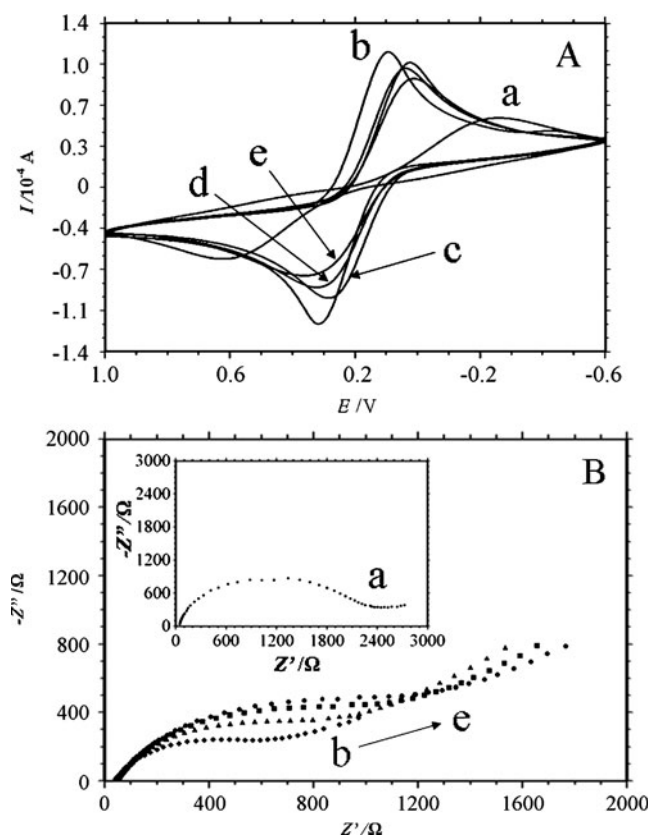 A
1.4
1.0
0.7
0.3
0
-0.4
-0.7
-1.1
-1.4
I /10⁻⁴ A
b
a
e
d
c
1.0 0.6 0.2 -0.2 -0.6
E /V
B
2000
1600
1200
800
400
0
-Z''/Ω
3000
2400
1800
1200
600
0
-Z''/Ω
a
0 600 1200 1800 2400 3000
Z'/Ω
b e
0 400 800 1200 1600 2000
Z'/Ω